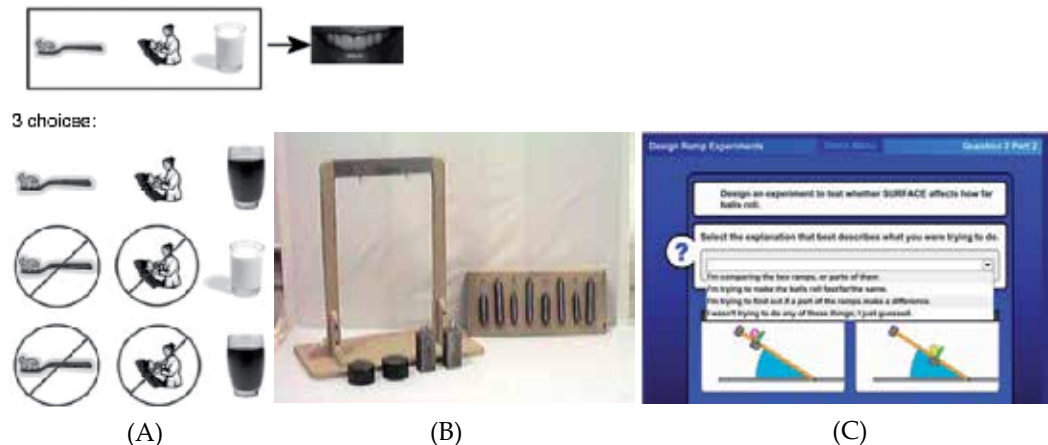 3 choices:
Design Ramp Experiments
Question 2 Part 2
Design an experiment to test whether SURFACE affects how far
balls roll.
?
Select the explanation that best describes what you were trying to do.
I'm comparing the two ramps, or parts of them
I'm trying to make the balls roll fast/far/the same.
I'm trying to find out if a part of the ramps make a difference.
I wasn't trying to do any of these things; I just guessed.
(A)
(B)
(C)